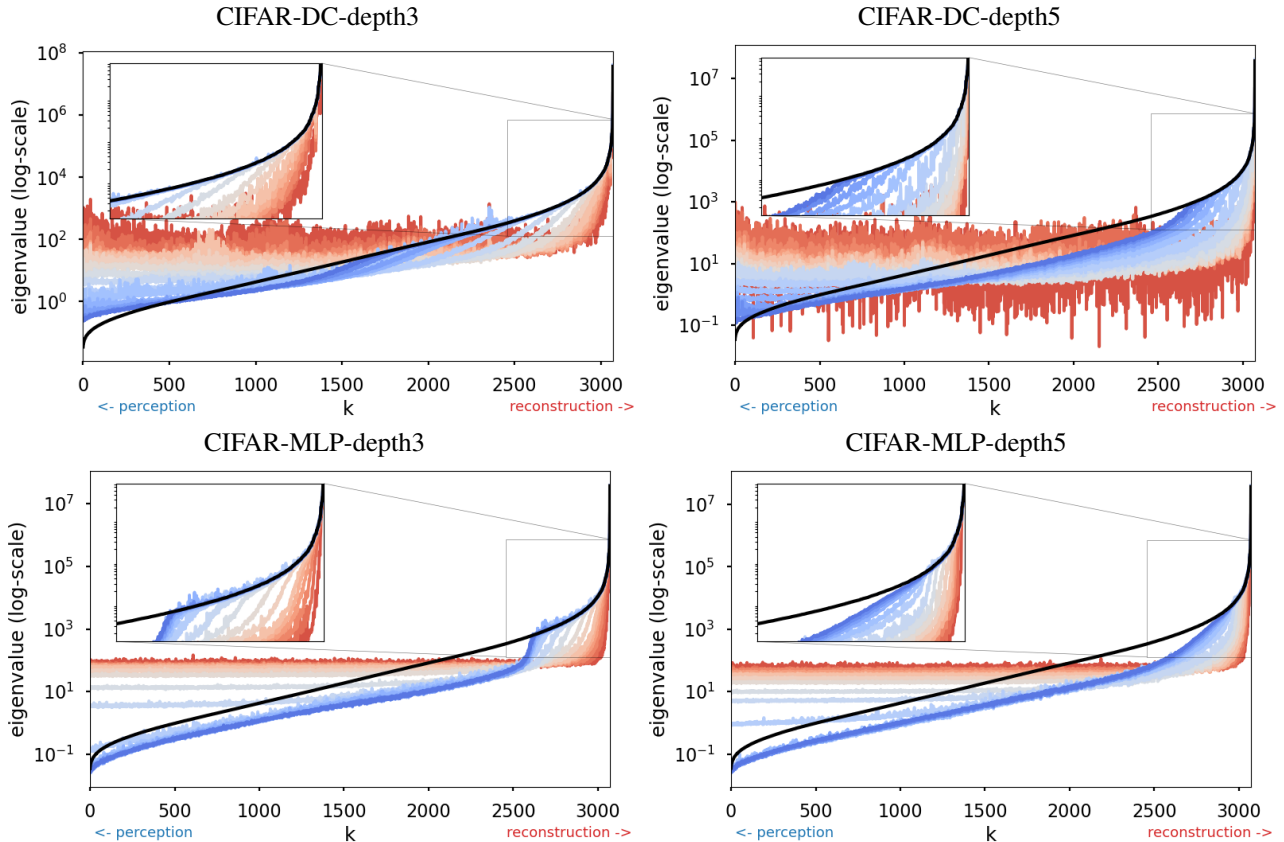 CIFAR-DC-depth3
CIFAR-DC-depth5
eigenvalue (log-scale)
10^8
10^6
10^4
10^2
10^0
0 500 1000 1500 2000 2500 3000
<- perception k reconstruction ->
eigenvalue (log-scale)
10^7
10^5
10^3
10^1
10^-1
0 500 1000 1500 2000 2500 3000
<- perception k reconstruction ->
CIFAR-MLP-depth3
CIFAR-MLP-depth5
eigenvalue (log-scale)
10^7
10^5
10^3
10^1
10^-1
0 500 1000 1500 2000 2500 3000
<- perception k reconstruction ->
eigenvalue (log-scale)
10^7
10^5
10^3
10^1
10^-1
0 500 1000 1500 2000 2500 3000
<- perception k reconstruction ->